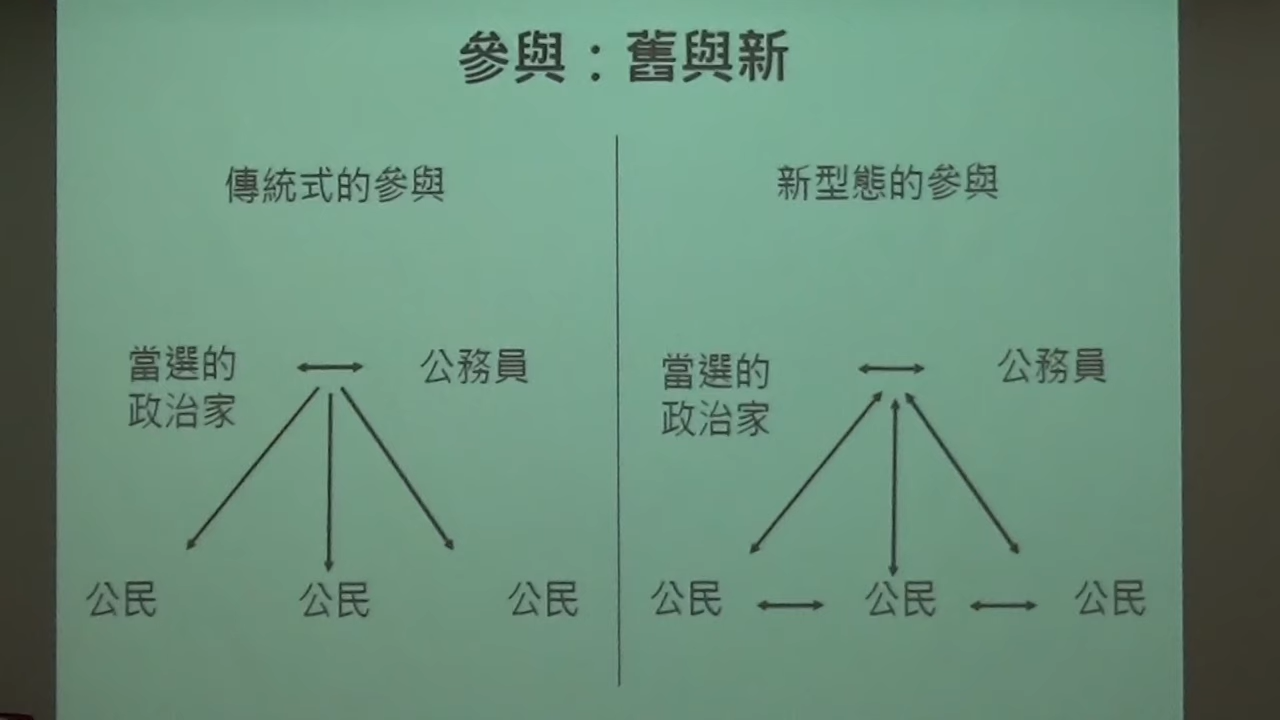 參與：舊與新
傳統式的參與
當選的
政治家
公務員
公民
公民
公民
新型態的參與
當選的
政治家
公務員
公民
公民
公民